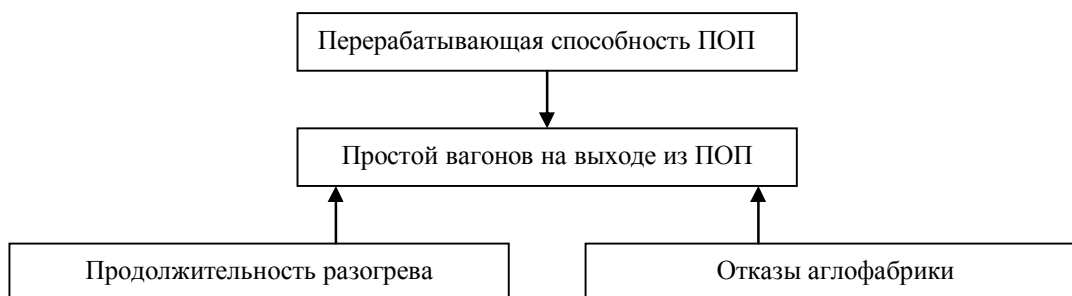 Перерабатывающая способность ПОП
Простой вагонов на выходе из ПОП
Продолжительность разогрева
Отказы аглофабрики